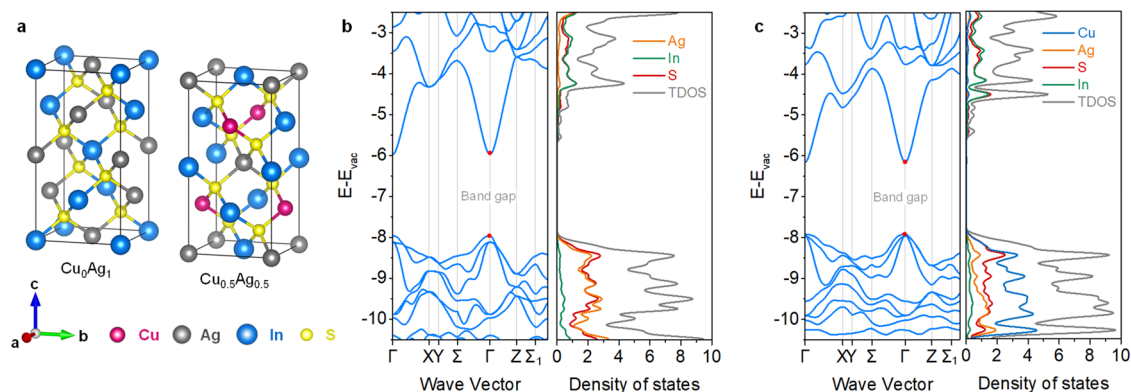 a
Cu0Ag1
Cu0.5Ag0.5
c
a
b
Cu
Ag
In
S
b
E-Evac
-3
-4
-5
-6
-7
-8
-9
-10
Band gap
Γ
XY
Σ
Γ
Z
Σ1
Wave Vector
Ag
In
S
TDOS
0
2
4
6
8
10
Density of states
c
E-Evac
-3
-4
-5
-6
-7
-8
-9
-10
Band gap
Γ
XY
Σ
Γ
Z
Σ1
Wave Vector
Cu
Ag
S
In
TDOS
0
2
4
6
8
10
Density of states